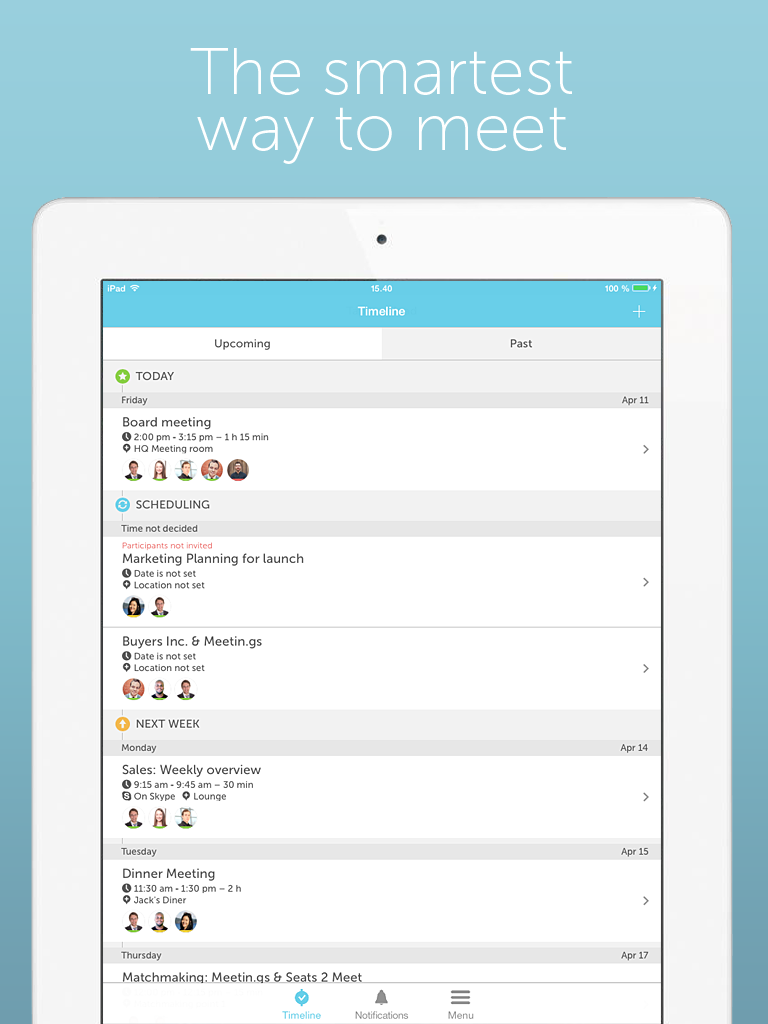 The smartest
way to meet
iPad 15.40 100 %
Timeline
Upcoming Past
TODAY
Friday Apr 11
Board meeting
2:00 pm - 3:15 pm – 1 h 15 min
HQ Meeting room
SCHEDULING
Time not decided
Participants not invited
Marketing Planning for launch
Date is not set
Location not set
Buyers Inc. & Meetin.gs
Date is not set
Location not set
NEXT WEEK
Monday Apr 14
Sales: Weekly overview
9:15 am - 9:45 am – 30 min
On Skype Lounge
Tuesday Apr 15
Dinner Meeting
11:30 am - 1:30 pm – 2 h
Jack's Diner
Thursday Apr 17
Matchmaking: Meetin.gs & Seats 2 Meet
Timeline Notifications Menu